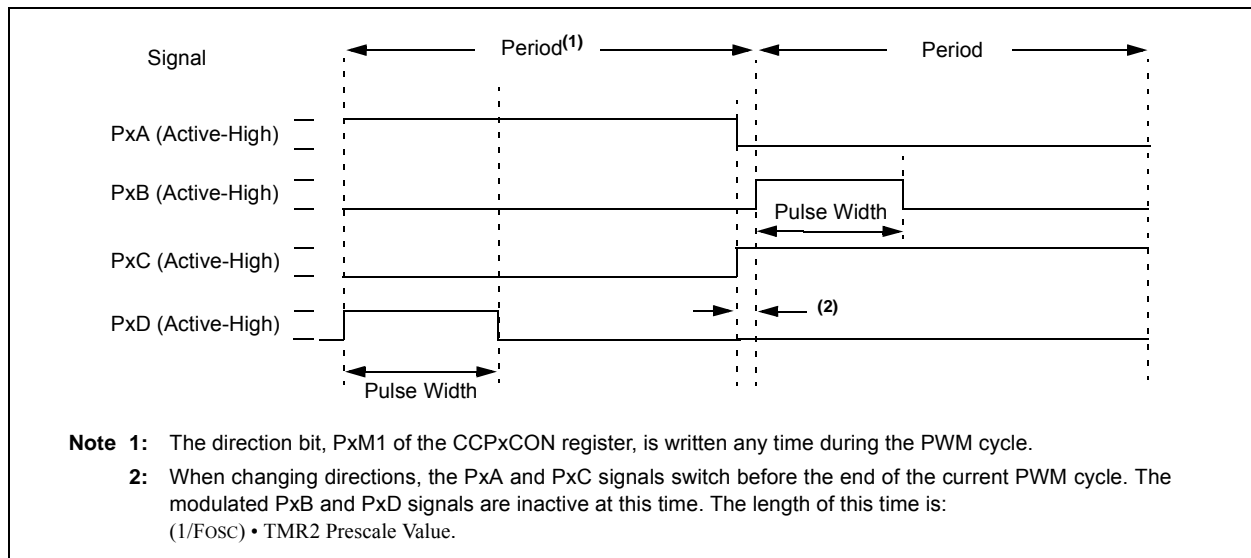 Signal
Period(1)
Period
PxA (Active-High)
PxB (Active-High)
Pulse Width
PxC (Active-High)
(2)
PxD (Active-High)
Pulse Width
Note 1: The direction bit, PxM1 of the CCPxCON register, is written any time during the PWM cycle.
2: When changing directions, the PxA and PxC signals switch before the end of the current PWM cycle. The
modulated PxB and PxD signals are inactive at this time. The length of this time is:
(1/FOSC) • TMR2 Prescale Value.